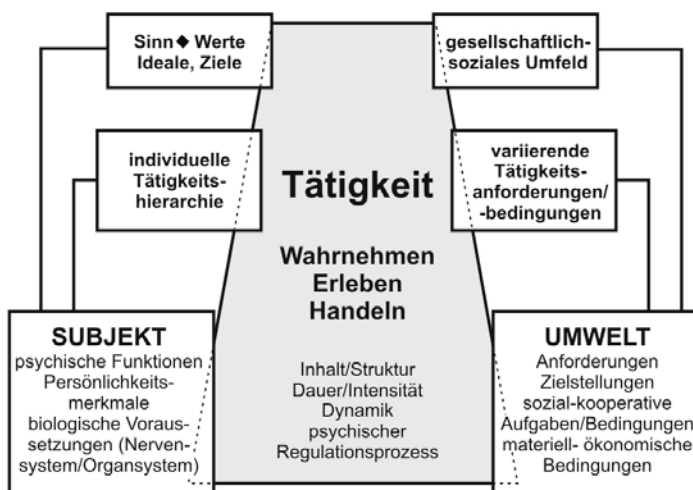 Sinn◆Werte
Ideale, Ziele
gesellschaftlich-
soziales Umfeld
individuelle
Tätigkeits-
hierarchie
variierende
Tätigkeits-
anforderungen/
-bedingungen
Tätigkeit
Wahrnehmen
Erleben
Handeln
Inhalt/Struktur
Dauer/Intensität
Dynamik
psychischer
Regulationsprozess
SUBJEKT
psychische Funktionen
Persönlichkeits-
merkmale
biologische Voraus-
setzungen (Nerven-
system/Organsystem)
UMWELT
Anforderungen
Zielstellungen
sozial-kooperative
Aufgaben/Bedingungen
materiell- ökonomische
Bedingungen